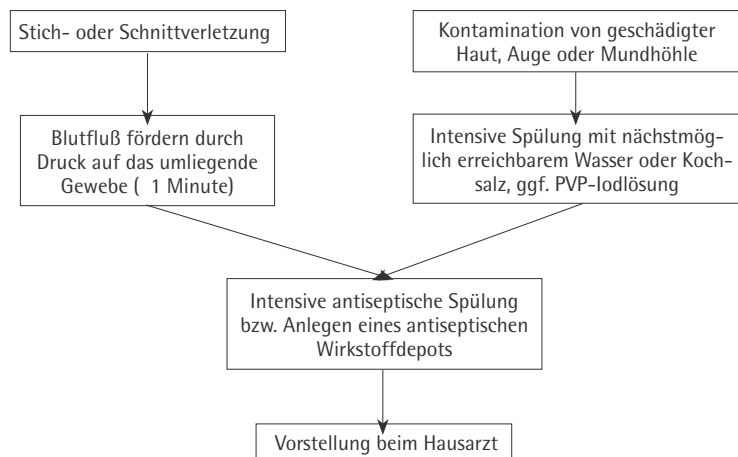 Stich- oder Schnittverletzung
Kontamination von geschädigter
Haut, Auge oder Mundhöhle
Blutfluß fördern durch
Druck auf das umliegende
Gewebe ( 1 Minute)
Intensive Spülung mit nächstmög-
lich erreichbarem Wasser oder Koch-
salz, ggf. PVP-Iodlösung
Intensive antiseptische Spülung
bzw. Anlegen eines antiseptischen
Wirkstoffdepots
Vorstellung beim Hausarzt